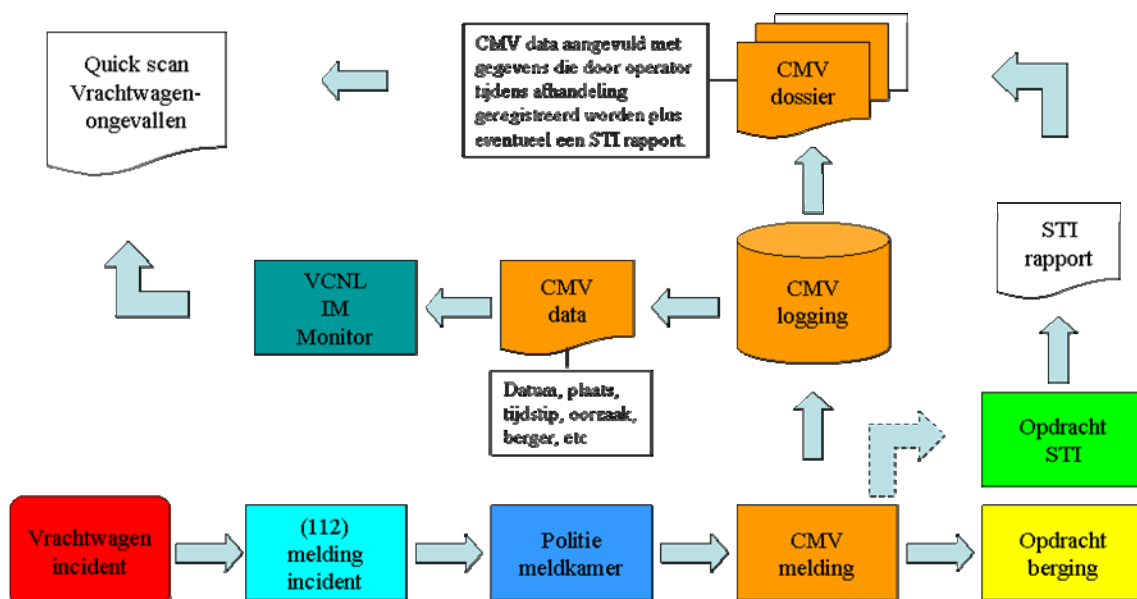 Quick scan
Vrachtwagen-
ongevallen
CMV data aangevuld met
gegevens die door operator
tijdens afhandeling
geregistreerd worden plus
eventueel een STI rapport.
CMV
dossier
STI
rapport
VCNL
IM
Monitor
CMV
data
CMV
logging
Datum, plaats,
tijdstip, oorzaak,
berger, etc
Opdracht
STI
Vrachtwagen
incident
(112)
melding
incident
Politie
meldkamer
CMV
melding
Opdracht
berging